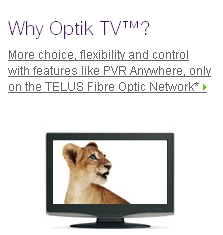 Why Optik TV™?
More choice, flexibility and control
with features like PVR Anywhere, only
on the TELUS Fibre Optic Network*